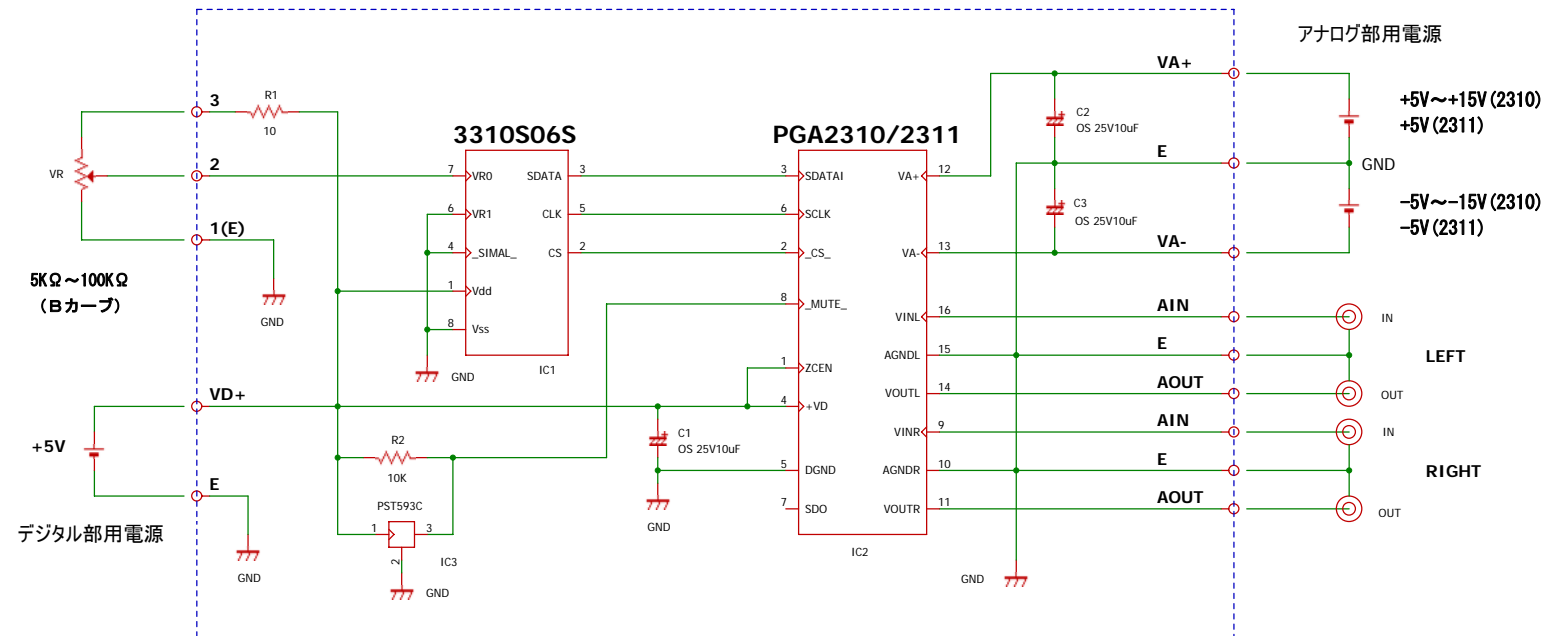 アナログ部用電源
VA+
3
R1
10
C2
OS 25V10uF
+5V～+15V(2310)
+5V(2311)
3310S06S
PGA2310/2311
VR
2
7
VR0
SDATA
3
3
SDATAI
VA+
12
E
GND
6
VR1
CLK
5
6
SCLK
C3
OS 25V10uF
-5V～-15V(2310)
-5V(2311)
1(E)
4
_SIMAL_
CS
2
2
_CS_
VA-
13
VA-
5KΩ～100KΩ
(Bカーブ)
GND
1
Vdd
8
_MUTE_
VINL
16
AIN
IN
8
Vss
GND
IC1
AGNDL
15
E
LEFT
1
ZCEN
VOUTL
14
AOUT
OUT
VD+
4
+VD
VINR
9
AIN
IN
+5V
R2
10K
C1
OS 25V10uF
5
DGND
AGNDR
10
E
RIGHT
E
PST593C
GND
7
SDO
VOUTR
11
AOUT
OUT
デジタル部用電源
GND
1
3
2
IC3
GND
IC2
GND